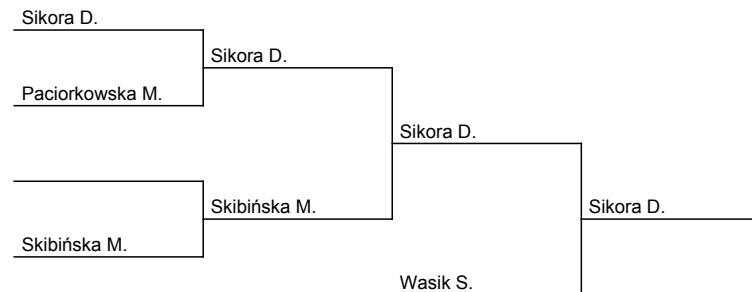 Sikora D.
Sikora D.
Paciorkowska M.
Sikora D.
Skibińska M.
Sikora D.
Skibińska M.
Wasik S.